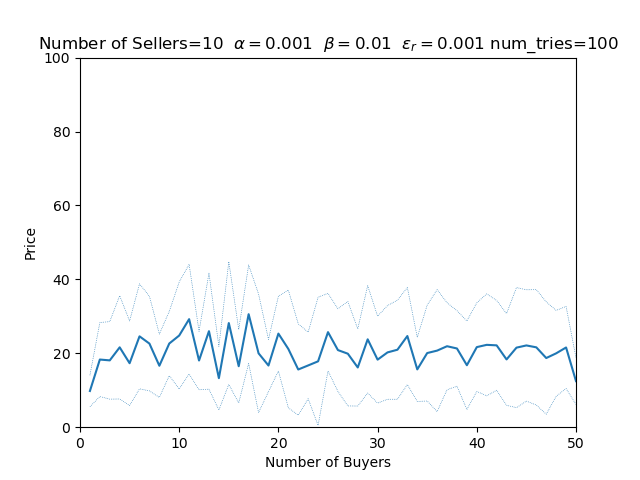 Number of Sellers=10 α = 0.001 β = 0.01 ε_r = 0.001 num_tries=100
100
80
60
40
20
0
Price
0 10 20 30 40 50
Number of Buyers